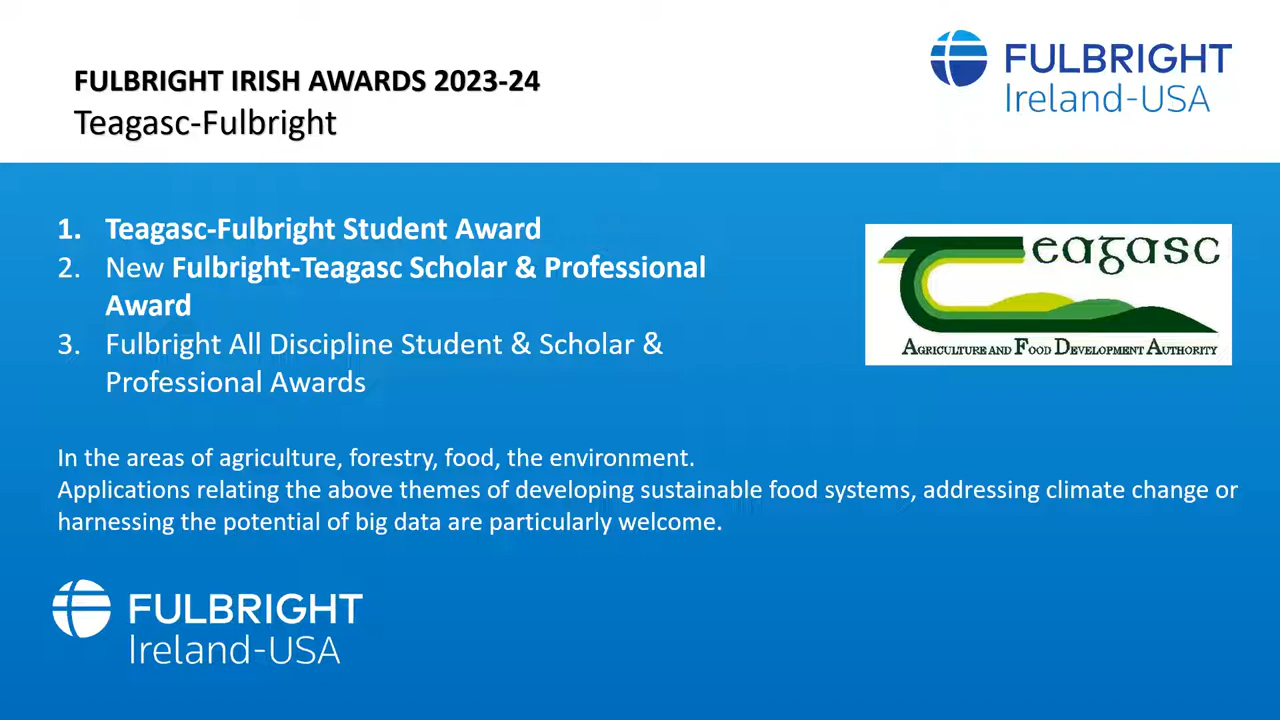 FULBRIGHT IRISH AWARDS 2023-24
Teagasc-Fulbright
FULBRIGHT
Ireland-USA
1. Teagasc-Fulbright Student Award
2. New Fulbright-Teagasc Scholar & Professional
Award
3. Fulbright All Discipline Student & Scholar &
Professional Awards
Teagasc
AGRICULTURE AND FOOD DEVELOPMENT AUTHORITY
In the areas of agriculture, forestry, food, the environment.
Applications relating the above themes of developing sustainable food systems, addressing climate change or
harnessing the potential of big data are particularly welcome.
FULBRIGHT
Ireland-USA